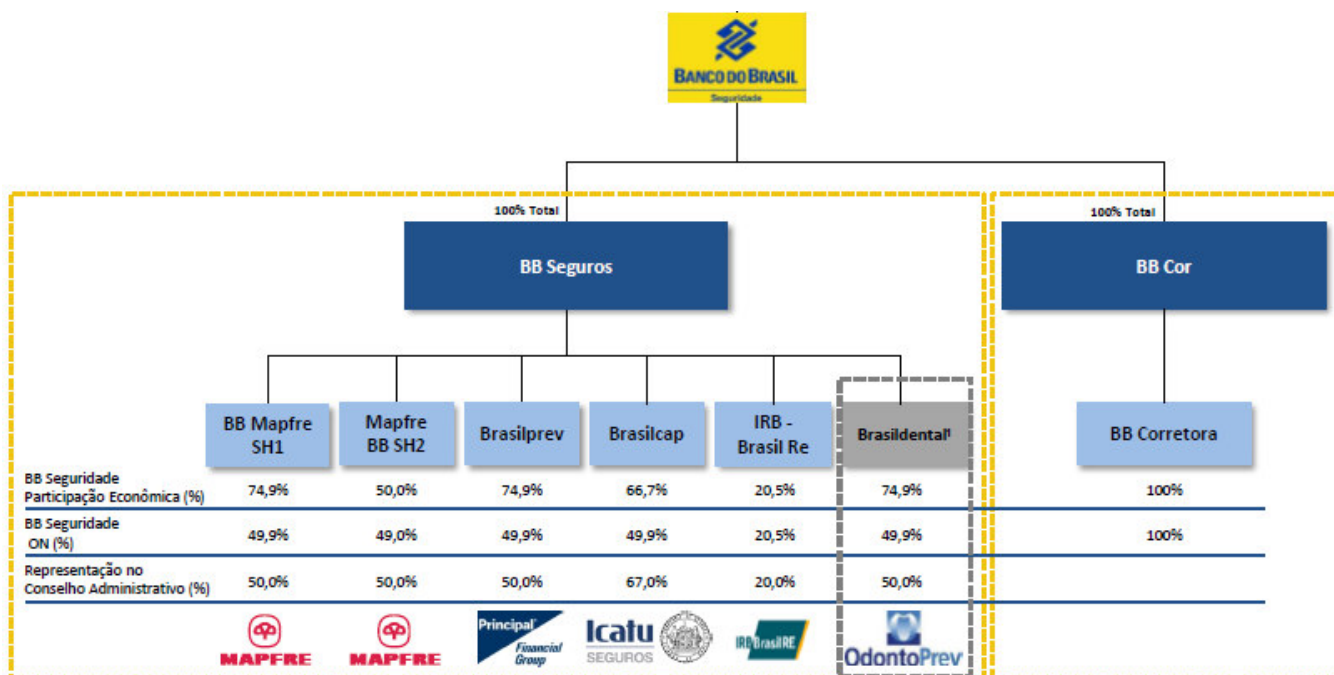 BANCO DO BRASIL
Seguridade
100% Total
100% Total
BB Seguros
BB Cor
BB Mapfre
SH1
Mapfre
BB SH2
Brasilprev
Brasilcap
IRB -
Brasil Re
Brasildental¹
BB Corretora
BB Seguridade
Participação Econômica (%)
74,9% 50,0% 74,9% 66,7% 20,5% 74,9% 100%
BB Seguridade
ON (%)
49,9% 49,0% 49,9% 49,9% 20,5% 49,9% 100%
Representação no
Conselho Administrativo (%)
50,0% 50,0% 50,0% 67,0% 20,0% 50,0%
MAPFRE
MAPFRE
Principal
Financial
Group
Icatu
SEGUROS
IRB BrasilRE
OdontoPrev